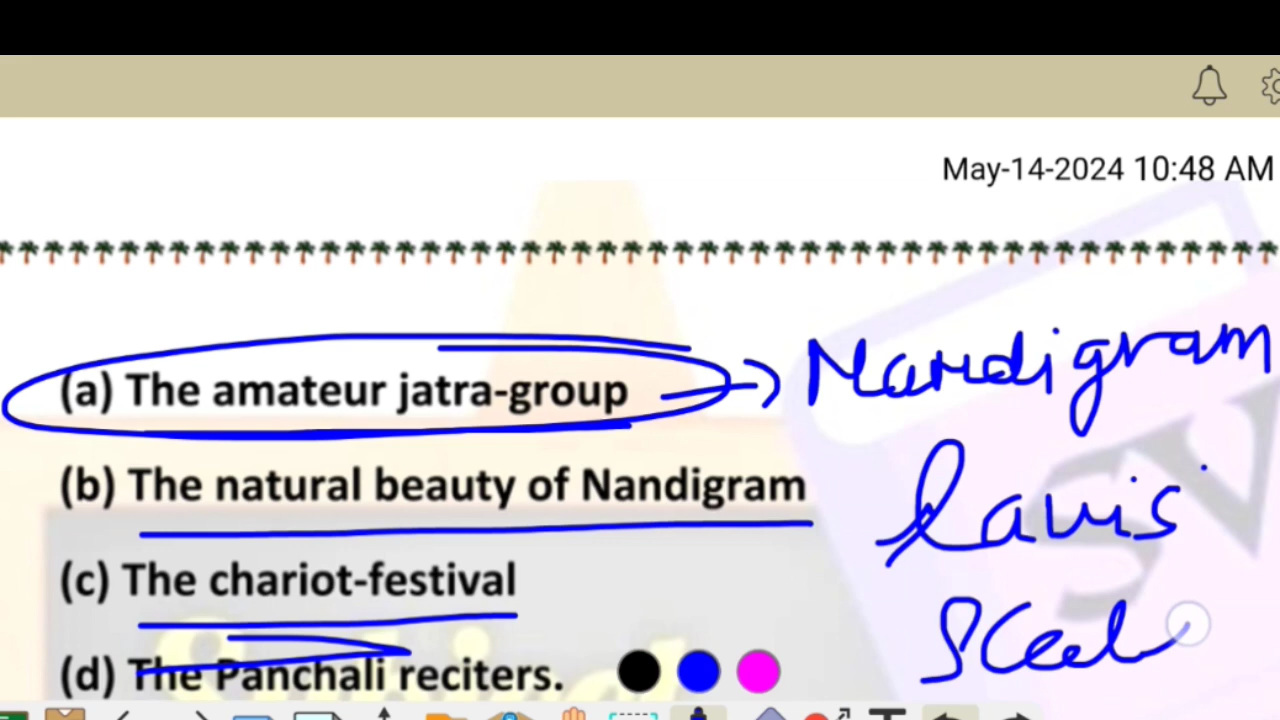 May-14-2024 10:48 AM
(a) The amateur jatra-group
Nandigram
(b) The natural beauty of Nandigram
(c) The chariot-festival
(d) The Panchali reciters.